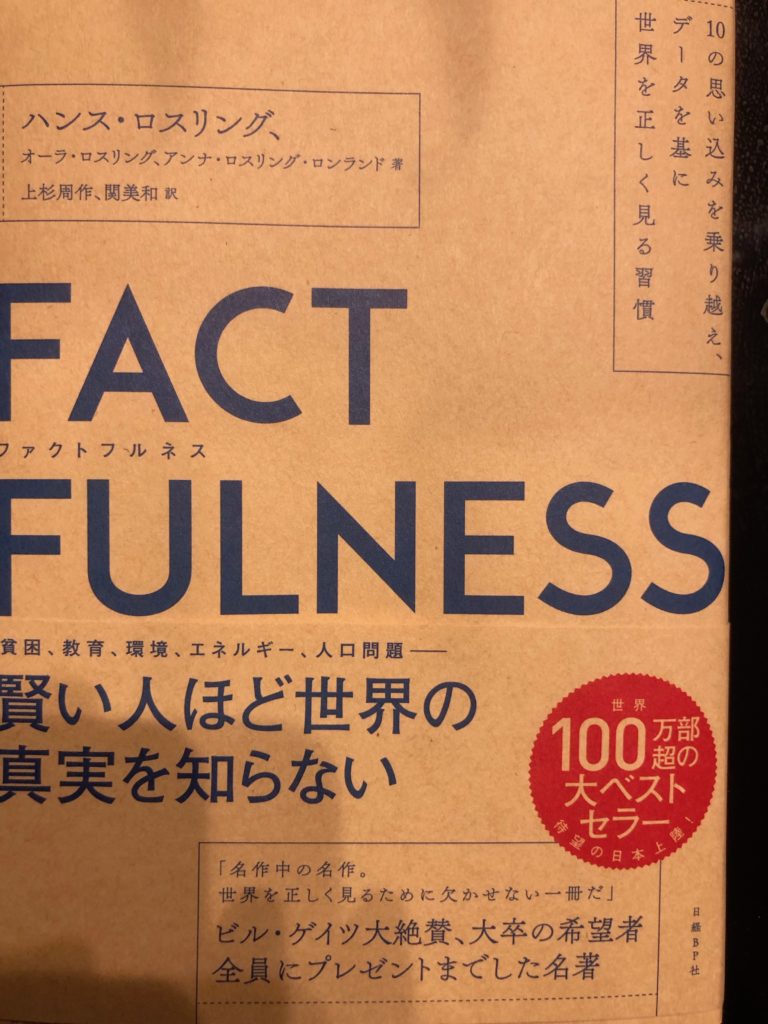 10の思い込みを乗り越え、
データを基に
世界を正しく見る習慣
ハンス・ロスリング、
オーラ・ロスリング、アンナ・ロスリング・ロンランド 著
上杉周作、関美和 訳
FACT
ファクトフルネス
FULNESS
貧困、教育、環境、エネルギー、人口問題――
賢い人ほど世界の
真実を知らない
世界
100万部
超の
大ベスト
セラー
待望の日本上陸!
「名作中の名作。
世界を正しく見るために欠かせない一冊だ」
ビル・ゲイツ大絶賛、大卒の希望者
全員にプレゼントまでした名著
日経BP社